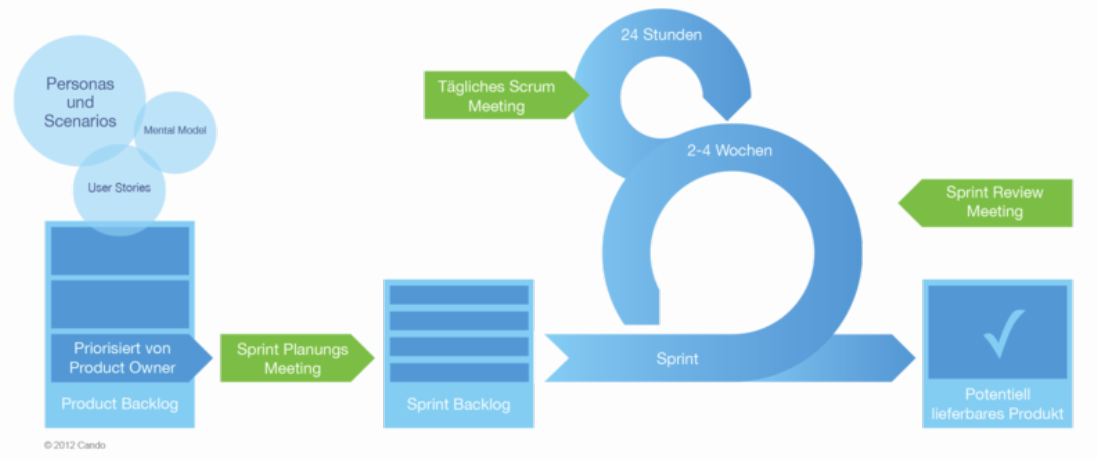 Personas
und
Scenarios
Mental Model
User Stories
Priorisiert von
Product Owner
Product Backlog
Sprint Planungs
Meeting
Sprint Backlog
Tägliches Scrum
Meeting
24 Stunden
2-4 Wochen
Sprint
Sprint Review
Meeting
Potentiell
lieferbares Produkt
© 2012 Cando